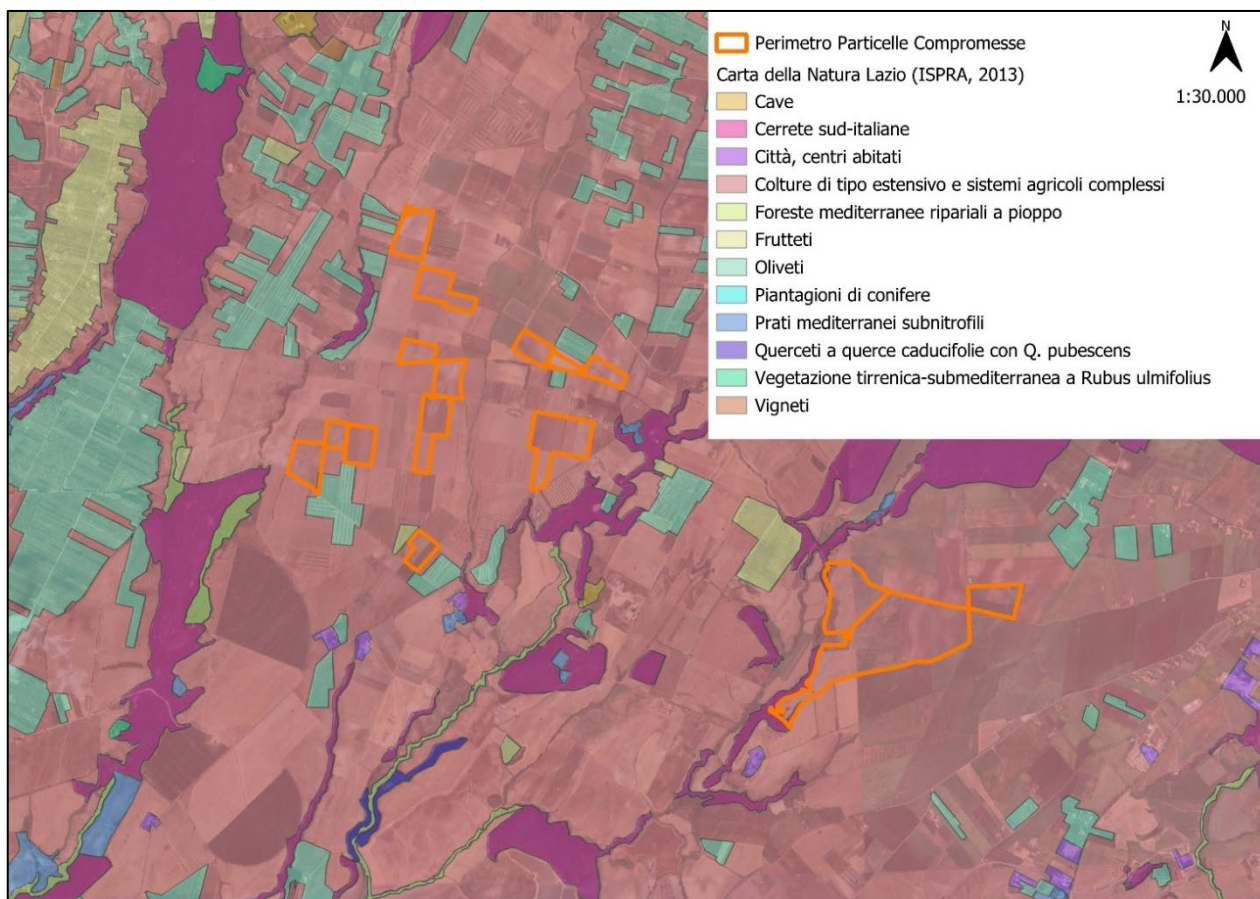 Perimetro Particelle Compromesse
Carta della Natura Lazio (ISPRA, 2013)
Cave
Cerrete sud-italiane
Città, centri abitati
Colture di tipo estensivo e sistemi agricoli complessi
Foreste mediterranee ripariali a pioppo
Frutteti
Oliveti
Piantagioni di conifere
Prati mediterranei subnitrofili
Querceti a querce caducifolie con Q. pubescens
Vegetazione tirrenica-submediterranea a Rubus ulmifolius
Vigneti
N
1:30.000